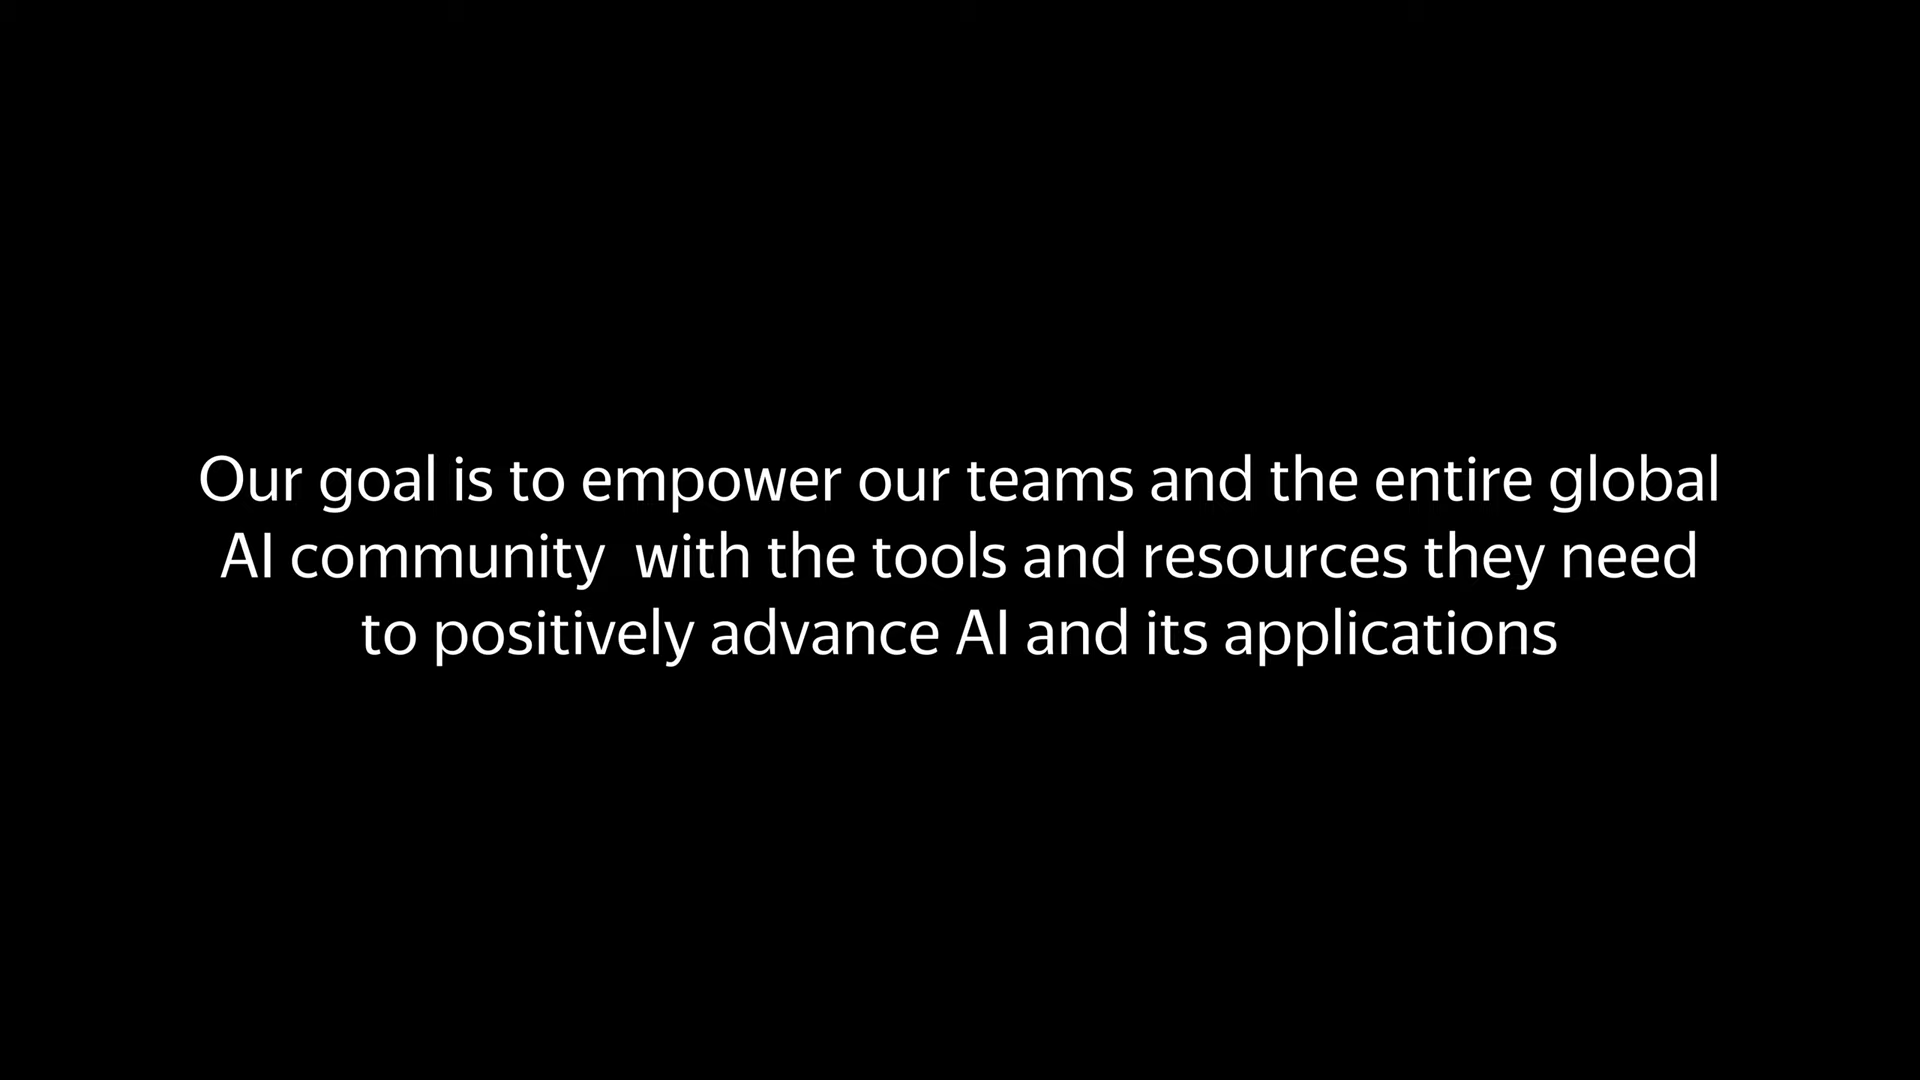 Our goal is to empower our teams and the entire global
AI community  with the tools and resources they need
to positively advance AI and its applications